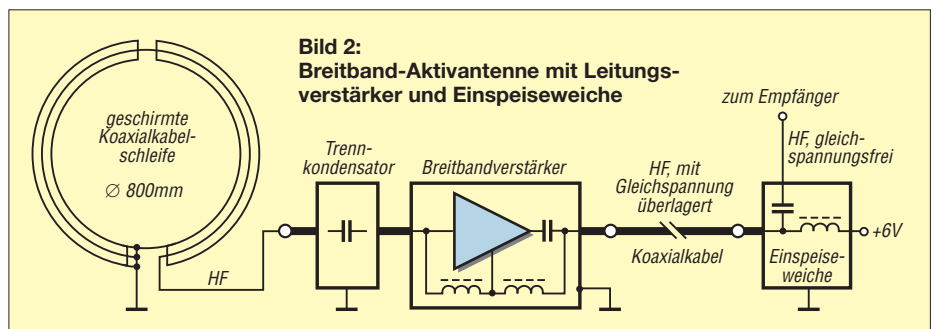 Bild 2:
Breitband-Aktivantenne mit Leitungs-
verstärker und Einspeiseweiche
geschirmte
Koaxialkabel-
schleife
∅ 800mm
HF
Trenn-
kondensator
Breitbandverstärker
HF, mit
Gleichspannung
überlagert
Koaxialkabel
zum Empfänger
HF, gleich-
spannungsfrei
+6V
Einspeise-
weiche